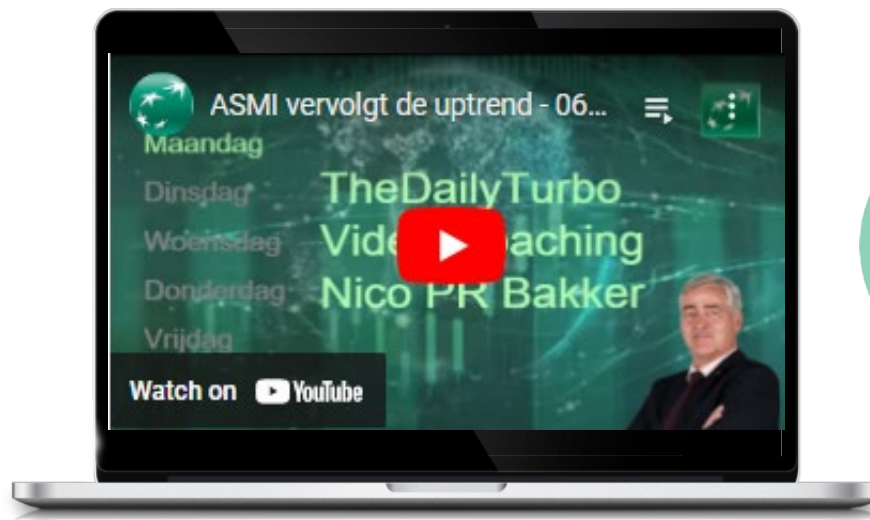 ASMI vervolgt de uptrend - 06...
Maandag
Dinsdag
Woensdag
Donderdag
Vrijdag
TheDailyTurbo
Nico PR Bakker
Watch on YouTube